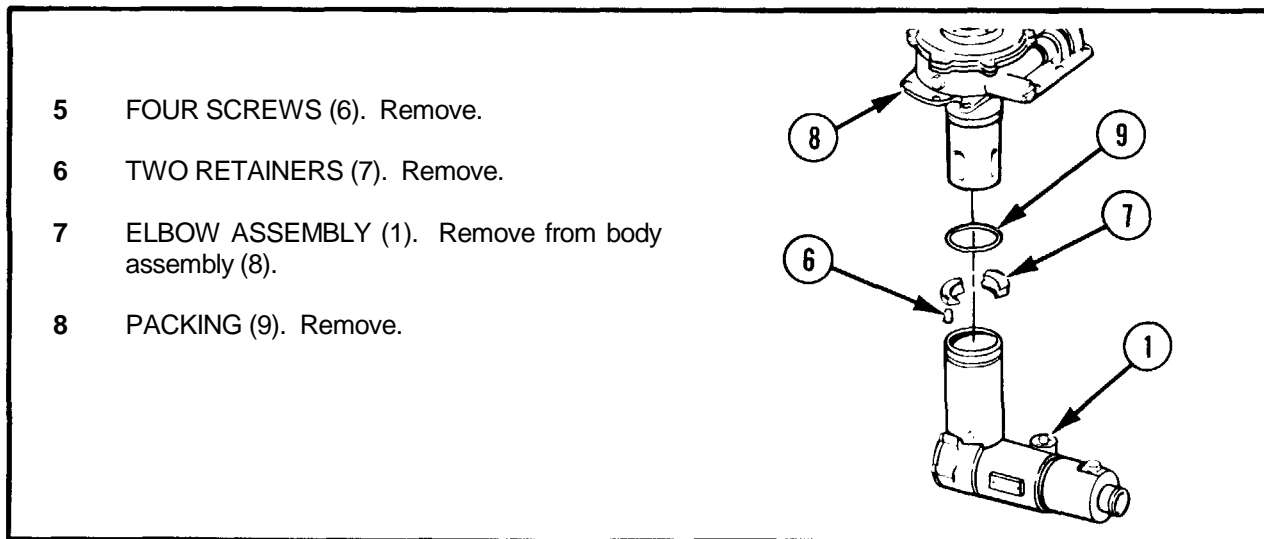 5 FOUR SCREWS (6). Remove.
6 TWO RETAINERS (7). Remove.
7 ELBOW ASSEMBLY (1). Remove from body
assembly (8).
8 PACKING (9). Remove.
8
9
7
6
1